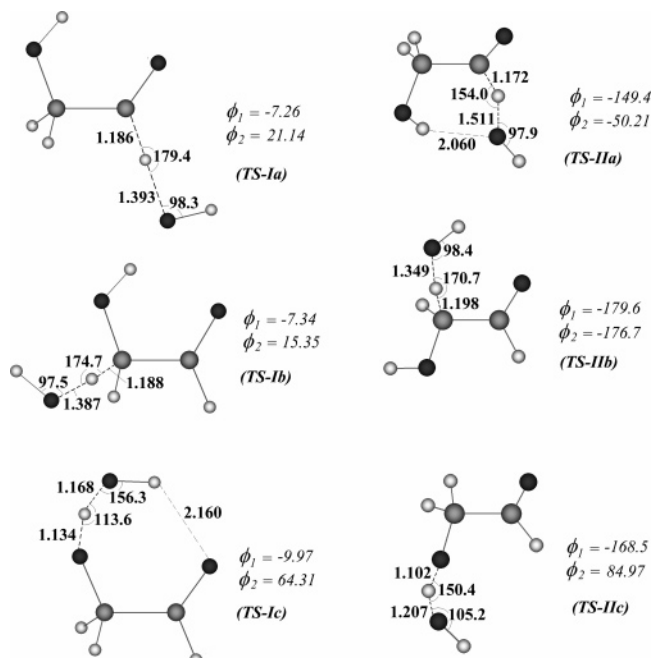 1.186
179.4
1.393
98.3
ϕ1 = -7.26
ϕ2 = 21.14
(TS-Ia)
1.172
154.0
1.511
97.9
2.060
ϕ1 = -149.4
ϕ2 = -50.21
(TS-IIa)
174.7
97.5
1.188
1.387
ϕ1 = -7.34
ϕ2 = 15.35
(TS-Ib)
98.4
1.349
170.7
1.198
ϕ1 = -179.6
ϕ2 = -176.7
(TS-IIb)
1.168
156.3
113.6
2.160
1.134
ϕ1 = -9.97
ϕ2 = 64.31
(TS-Ic)
1.102
150.4
1.207
105.2
ϕ1 = -168.5
ϕ2 = 84.97
(TS-IIc)